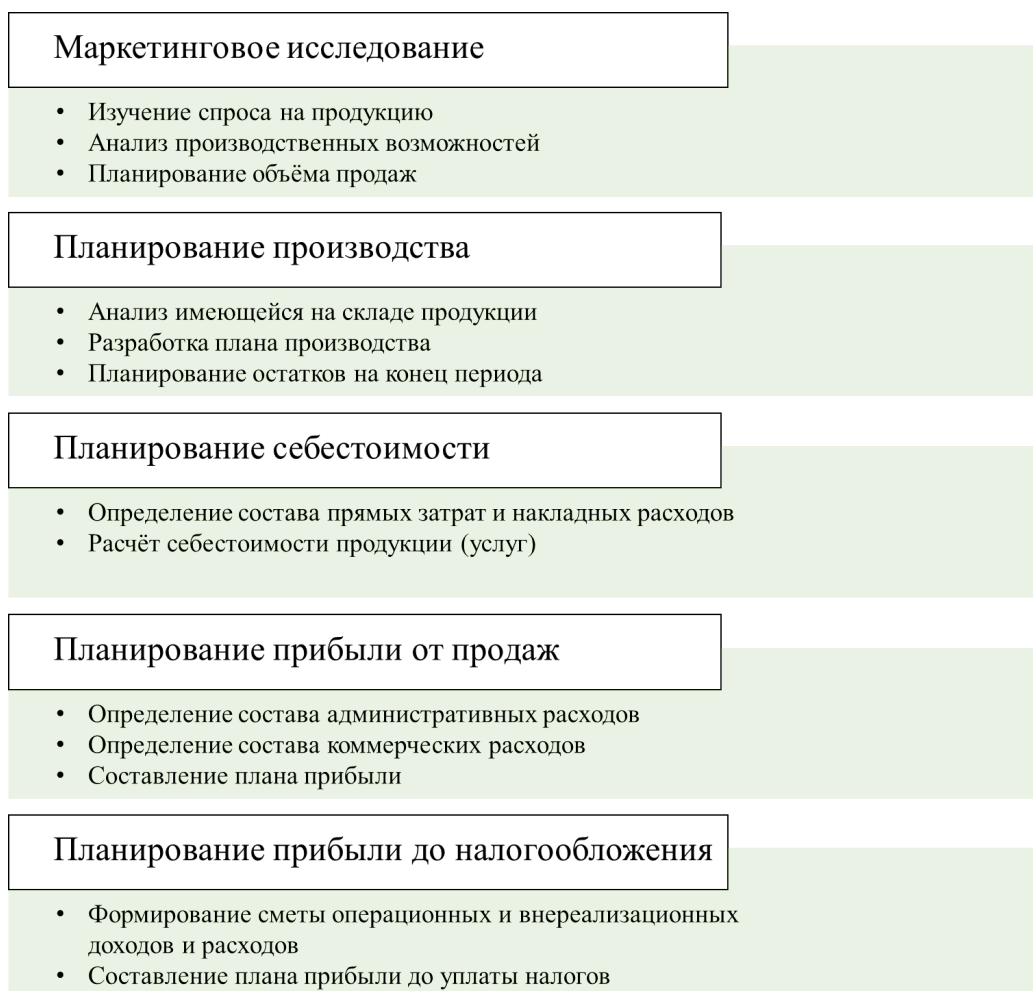 Маркетинговое исследование
• Изучение спроса на продукцию
• Анализ производственных возможностей
• Планирование объёма продаж
Планирование производства
• Анализ имеющейся на складе продукции
• Разработка плана производства
• Планирование остатков на конец периода
Планирование себестоимости
• Определение состава прямых затрат и накладных расходов
• Расчёт себестоимости продукции (услуг)
Планирование прибыли от продаж
• Определение состава административных расходов
• Определение состава коммерческих расходов
• Составление плана прибыли
Планирование прибыли до налогообложения
• Формирование сметы операционных и внереализационных
доходов и расходов
• Составление плана прибыли до уплаты налогов